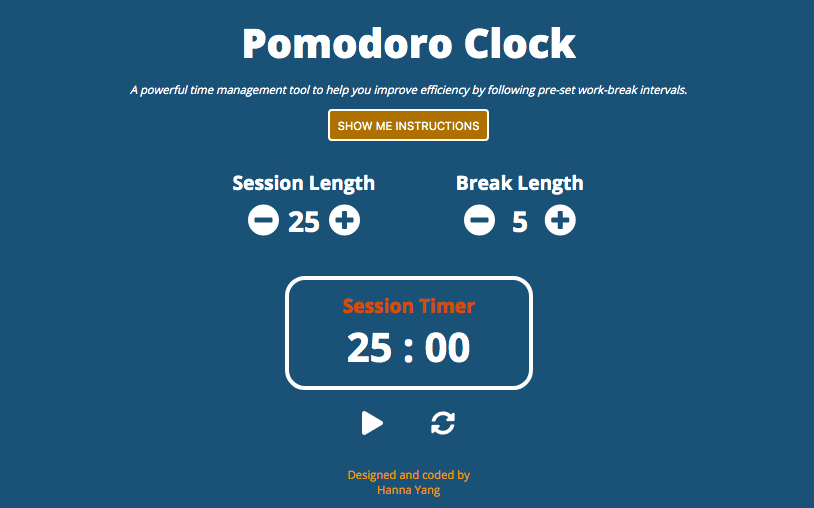 Pomodoro Clock
A powerful time management tool to help you improve efficiency by following pre-set work-break intervals.
SHOW ME INSTRUCTIONS
Session Length
Break Length
25
5
Session Timer
25 : 00
Designed and coded by
Hanna Yang